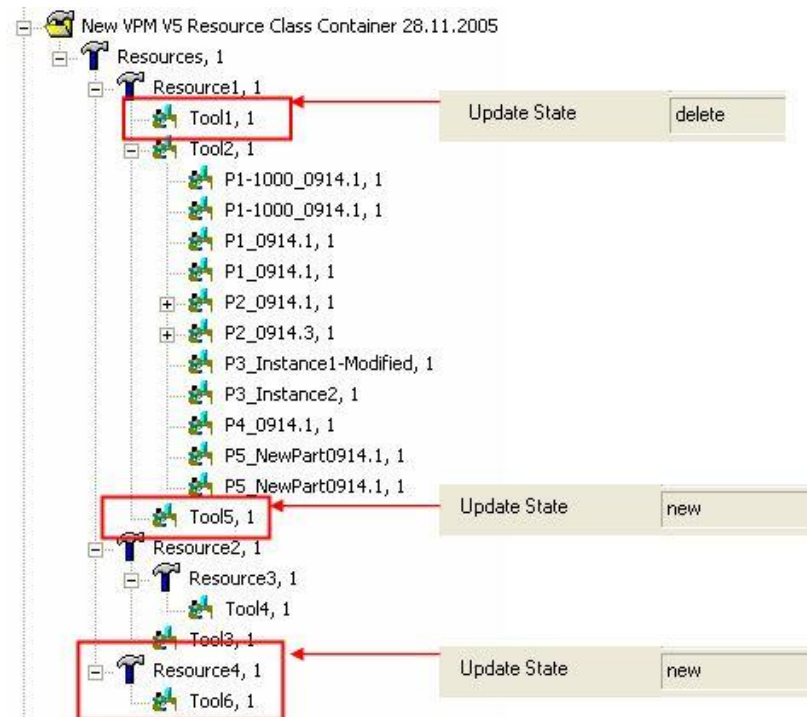 New VPM V5 Resource Class Container 28.11.2005
Resources, 1
Resource1, 1
Tool1, 1
Update State delete
Tool2, 1
P1-1000_0914.1, 1
P1-1000_0914.1, 1
P1_0914.1, 1
P1_0914.1, 1
P2_0914.1, 1
P2_0914.3, 1
P3_Instance1-Modified, 1
P3_Instance2, 1
P4_0914.1, 1
P5_NewPart0914.1, 1
P5_NewPart0914.1, 1
Tool5, 1
Update State new
Resource2, 1
Resource3, 1
Tool4, 1
Tool3, 1
Resource4, 1
Update State new
Tool6, 1